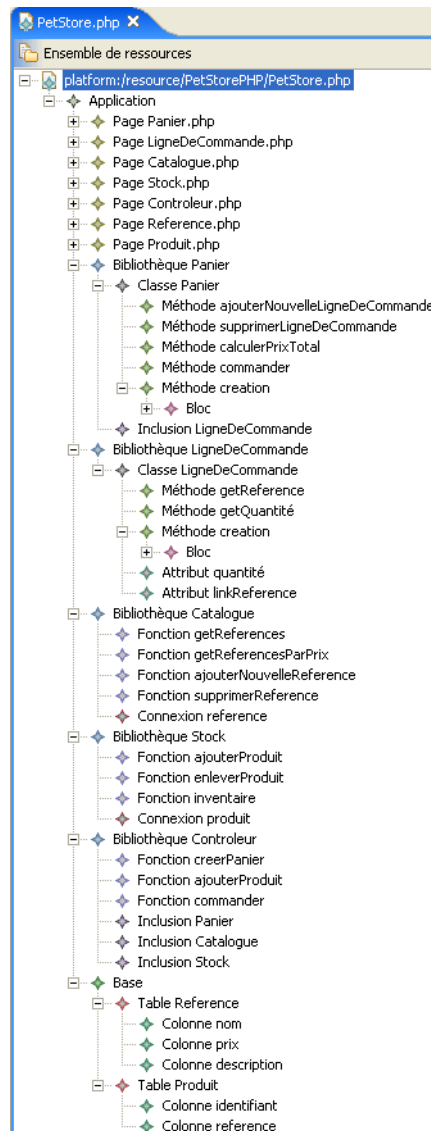 PetStore.php
Ensemble de ressources
platform:/resource/PetStorePHP/PetStore.php
Application
Page Panier.php
Page LigneDeCommande.php
Page Catalogue.php
Page Stock.php
Page Controleur.php
Page Reference.php
Page Produit.php
Bibliothèque Panier
Classe Panier
Méthode ajouterNouvelleLigneDeCommande
Méthode supprimerLigneDeCommande
Méthode calculerPrixTotal
Méthode commander
Méthode creation
Bloc
Inclusion LigneDeCommande
Bibliothèque LigneDeCommande
Classe LigneDeCommande
Méthode getReference
Méthode getQuantité
Méthode creation
Bloc
Attribut quantité
Attribut linkReference
Bibliothèque Catalogue
Fonction getReferences
Fonction getReferencesParPrix
Fonction ajouterNouvelleReference
Fonction supprimerReference
Connexion reference
Bibliothèque Stock
Fonction ajouterProduit
Fonction enleverProduit
Fonction inventaire
Connexion produit
Bibliothèque Controleur
Fonction creerPanier
Fonction ajouterProduit
Fonction commander
Inclusion Panier
Inclusion Catalogue
Inclusion Stock
Base
Table Reference
Colonne nom
Colonne prix
Colonne description
Table Produit
Colonne identifiant
Colonne reference